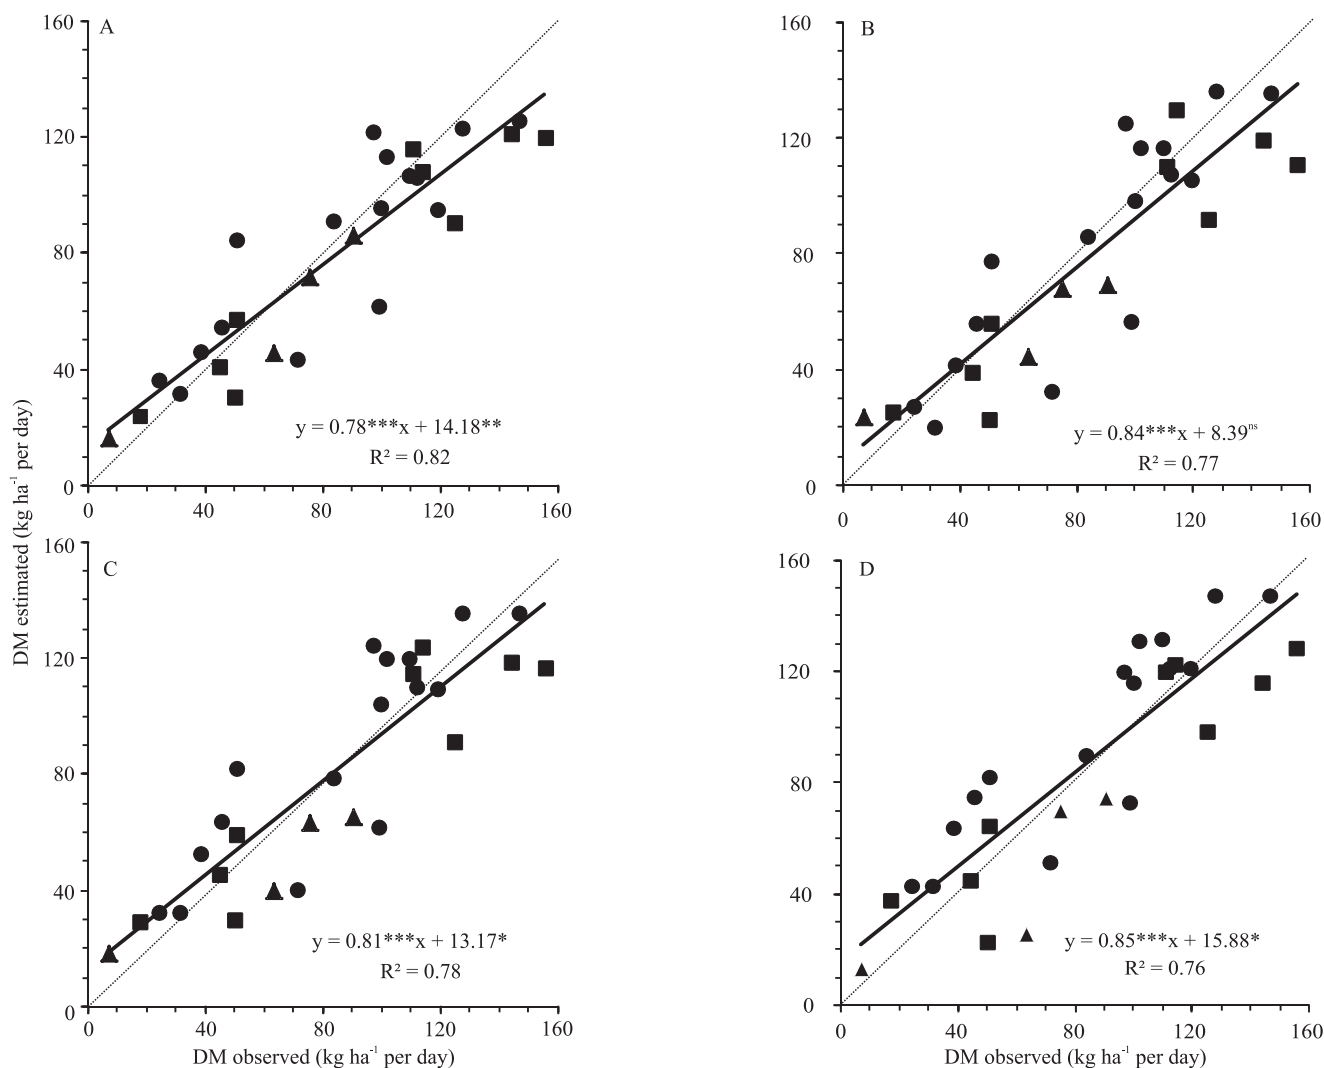 DM estimated (kg ha-1 per day)
A
160
120
80
40
0
y = 0.78***x + 14.18**
R² = 0.82
0 40 80 120 160
B
160
120
80
40
0
y = 0.84***x + 8.39ns
R² = 0.77
0 40 80 120 160
C
160
120
80
40
0
y = 0.81***x + 13.17*
R² = 0.78
0 40 80 120 160
DM observed (kg ha-1 per day)
D
160
120
80
40
0
y = 0.85***x + 15.88*
R² = 0.76
0 40 80 120 160
DM observed (kg ha-1 per day)